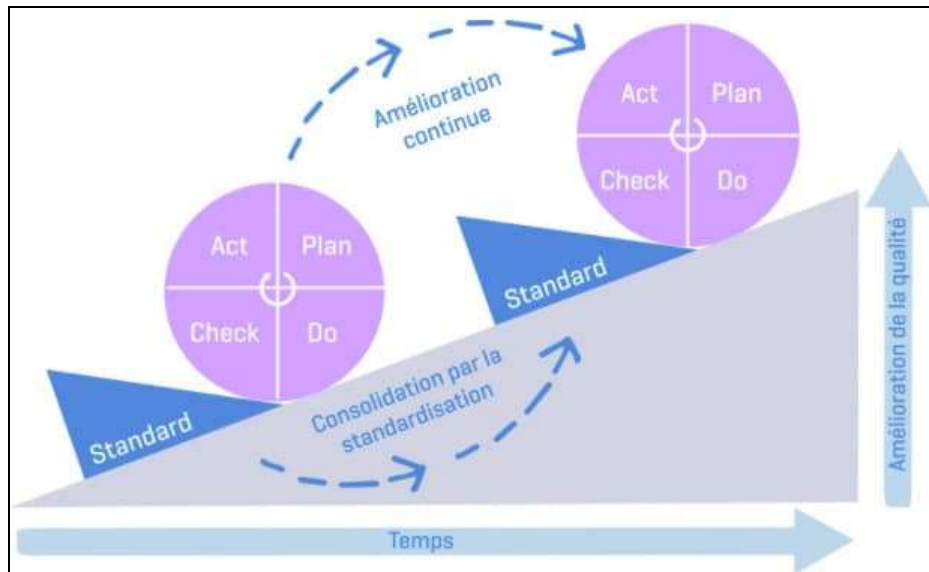 Amélioration
continue
Act
Plan
Check
Do
Standard
Act
Plan
Check
Do
Standard
Consolidation par la
standardisation
Amélioration de la qualité
Temps